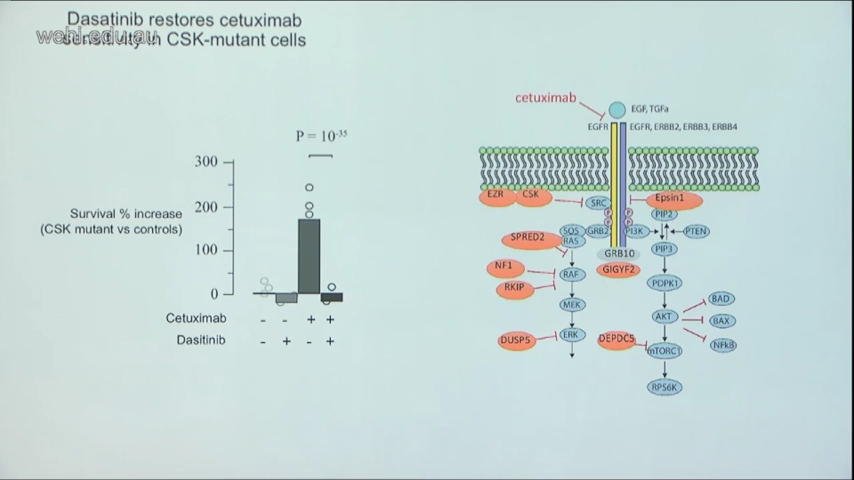 Dasatinib restores cetuximab
wehi.edu.au
sensitivity in CSK-mutant cells
P = 10-35
300
200
100
0
Survival % increase
(CSK mutant vs controls)
Cetuximab - - + +
Dasitinib - + - +
cetuximab
EGF, TGFa
EGFR
EGFR, ERBB2, ERBB3, ERBB4
EZR
CSK
SRC
Epsin1
PIP2
P
P
P
P
SPRED2
SOS
GRB2
PI3K
PTEN
RAS
GRB10
PIP3
NF1
RAF
GIGYF2
RKIP
PDPK1
MEK
BAD
AKT
BAX
DUSP5
ERK
DEPDC5
NFkB
mTORC1
RPS6K